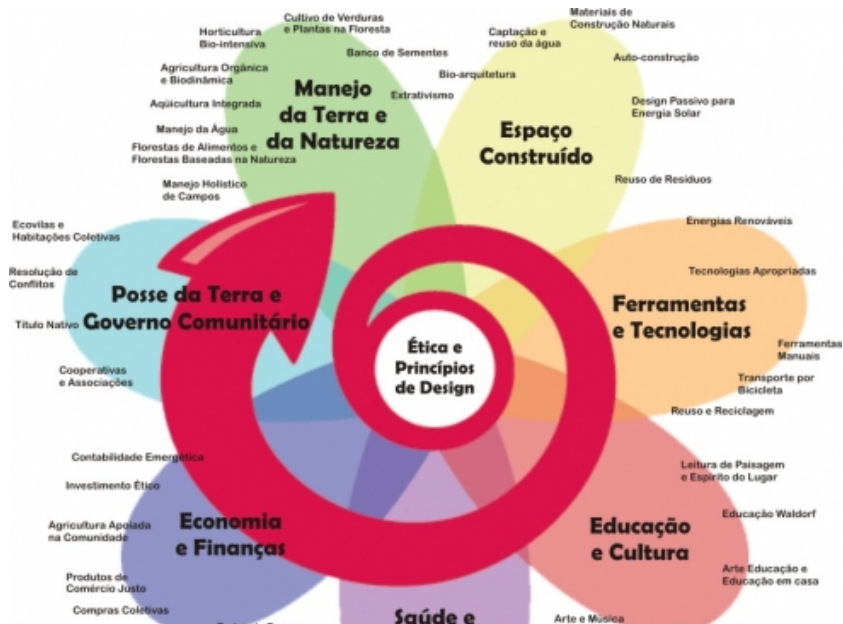 Cultivo de Verduras
e Plantas na Floresta
Horticultura
Bio-intensiva
Banco de Sementes
Agricultura Orgânica
e Biodinâmica
Extrativismo
Aqüicultura Integrada
Manejo da Água
Florestas de Alimentos e
Florestas Baseadas na Natureza
Manejo Holístico
de Campos
Manejo
da Terra e
da Natureza
Materiais de
Construção Naturais
Captação e
reuso da água
Auto-construção
Bio-arquitetura
Design Passivo para
Energia Solar
Reuso de Resíduos
Espaço
Construído
Energias Renováveis
Tecnologias Apropriadas
Ferramentas
Manuais
Transporte por
Bicicleta
Reuso e Reciclagem
Ferramentas
e Tecnologias
Ecovilas e
Habitações Coletivas
Resolução de
Conflitos
Título Nativo
Cooperativas
e Associações
Posse da Terra e
Governo Comunitário
Ética e
Princípios
de Design
Contabilidade Emergética
Investimento Ético
Agricultura Apoiada
na Comunidade
Produtos de
Comércio Justo
Compras Coletivas
Economia
e Finanças
Leitura de Paisagem
e Espírito do Lugar
Educação Waldorf
Arte Educação e
Educação em casa
Arte e Música
Educação
e Cultura
Saúde e